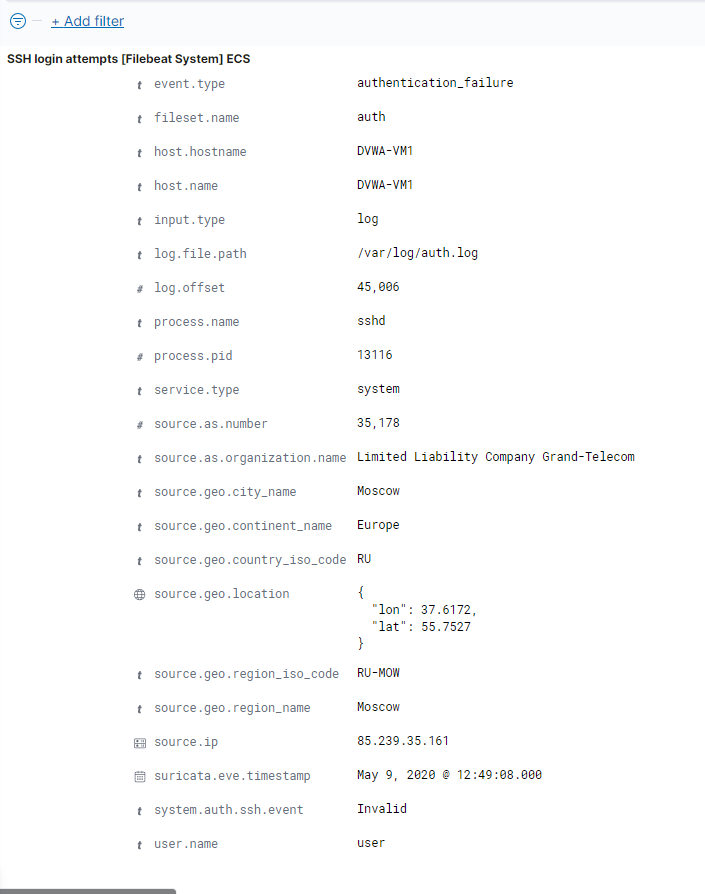 + Add filter
SSH login attempts [Filebeat System] ECS
t event.type authentication_failure
t fileset.name auth
t host.hostname DVWA-VM1
t host.name DVWA-VM1
t input.type log
t log.file.path /var/log/auth.log
# log.offset 45,006
t process.name sshd
# process.pid 13116
t service.type system
# source.as.number 35,178
t source.as.organization.name Limited Liability Company Grand-Telecom
t source.geo.city_name Moscow
t source.geo.continent_name Europe
t source.geo.country_iso_code RU
source.geo.location {
"lon": 37.6172,
"lat": 55.7527
}
t source.geo.region_iso_code RU-MOW
t source.geo.region_name Moscow
source.ip 85.239.35.161
suricata.eve.timestamp May 9, 2020 @ 12:49:08.000
t system.auth.ssh.event Invalid
t user.name user